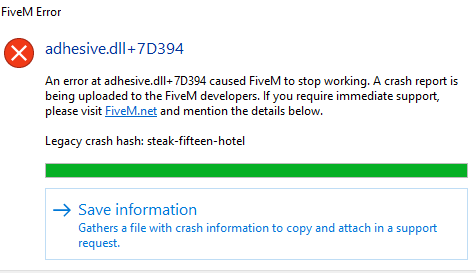 FiveM Error
adhesive.dll+7D394
An error at adhesive.dll+7D394 caused FiveM to stop working. A crash report is
being uploaded to the FiveM developers. If you require immediate support,
please visit FiveM.net and mention the details below.
Legacy crash hash: steak-fifteen-hotel
Save information
Gathers a file with crash information to copy and attach in a support
request.